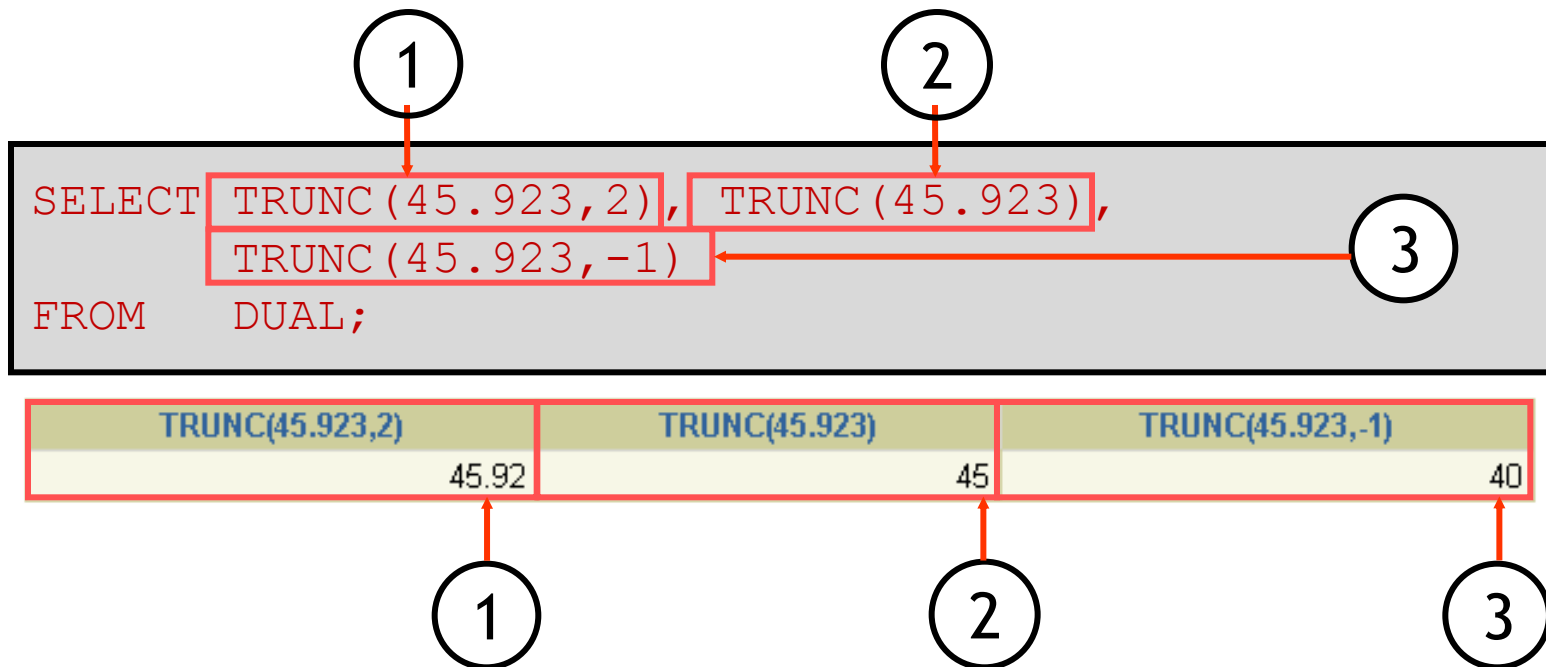 1 2
SELECT TRUNC(45.923,2), TRUNC(45.923),
TRUNC(45.923,-1) 3
FROM DUAL;
TRUNC(45.923,2) TRUNC(45.923) TRUNC(45.923,-1)
45.92 45 40
1 2 3